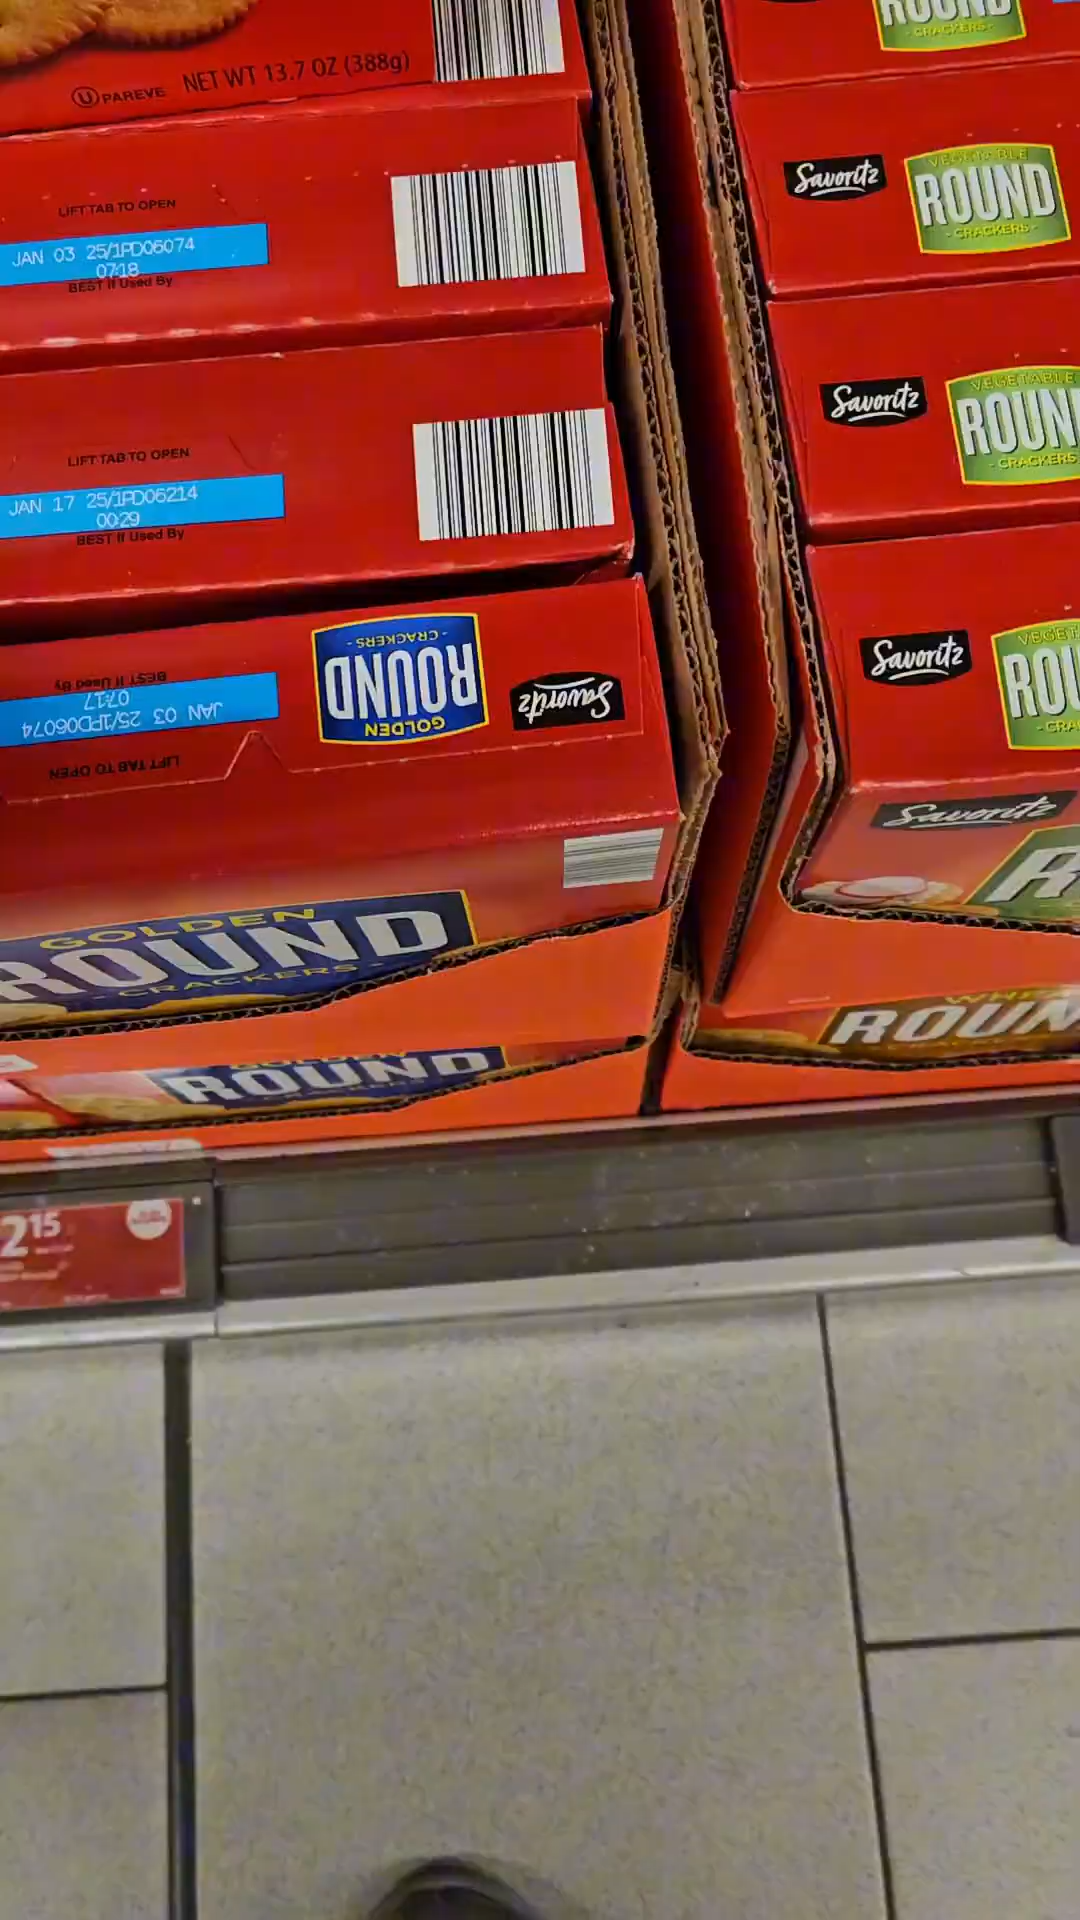 NET WT 13.7 OZ (388g)
U PAREVE
LIFT TAB TO OPEN
JAN 03 25/1PD06074
07:18
BEST If Used By
LIFT TAB TO OPEN
JAN 17 25/1PD06214
00:29
BEST If Used By
LIFT TAB TO OPEN
JAN 03 25/1PD06074
07:17
BEST If Used By
Savoritz
GOLDEN
ROUND
- CRACKERS -
GOLDEN
ROUND
- CRACKERS -
ROUND
215
ROUND
- CRACKERS -
Savoritz
VEGETABLE
ROUND
- CRACKERS -
Savoritz
VEGETABLE
ROUN
- CRACKERS
Savoritz
VEGET
ROU
- CRA
Savoritz
R
ROUN